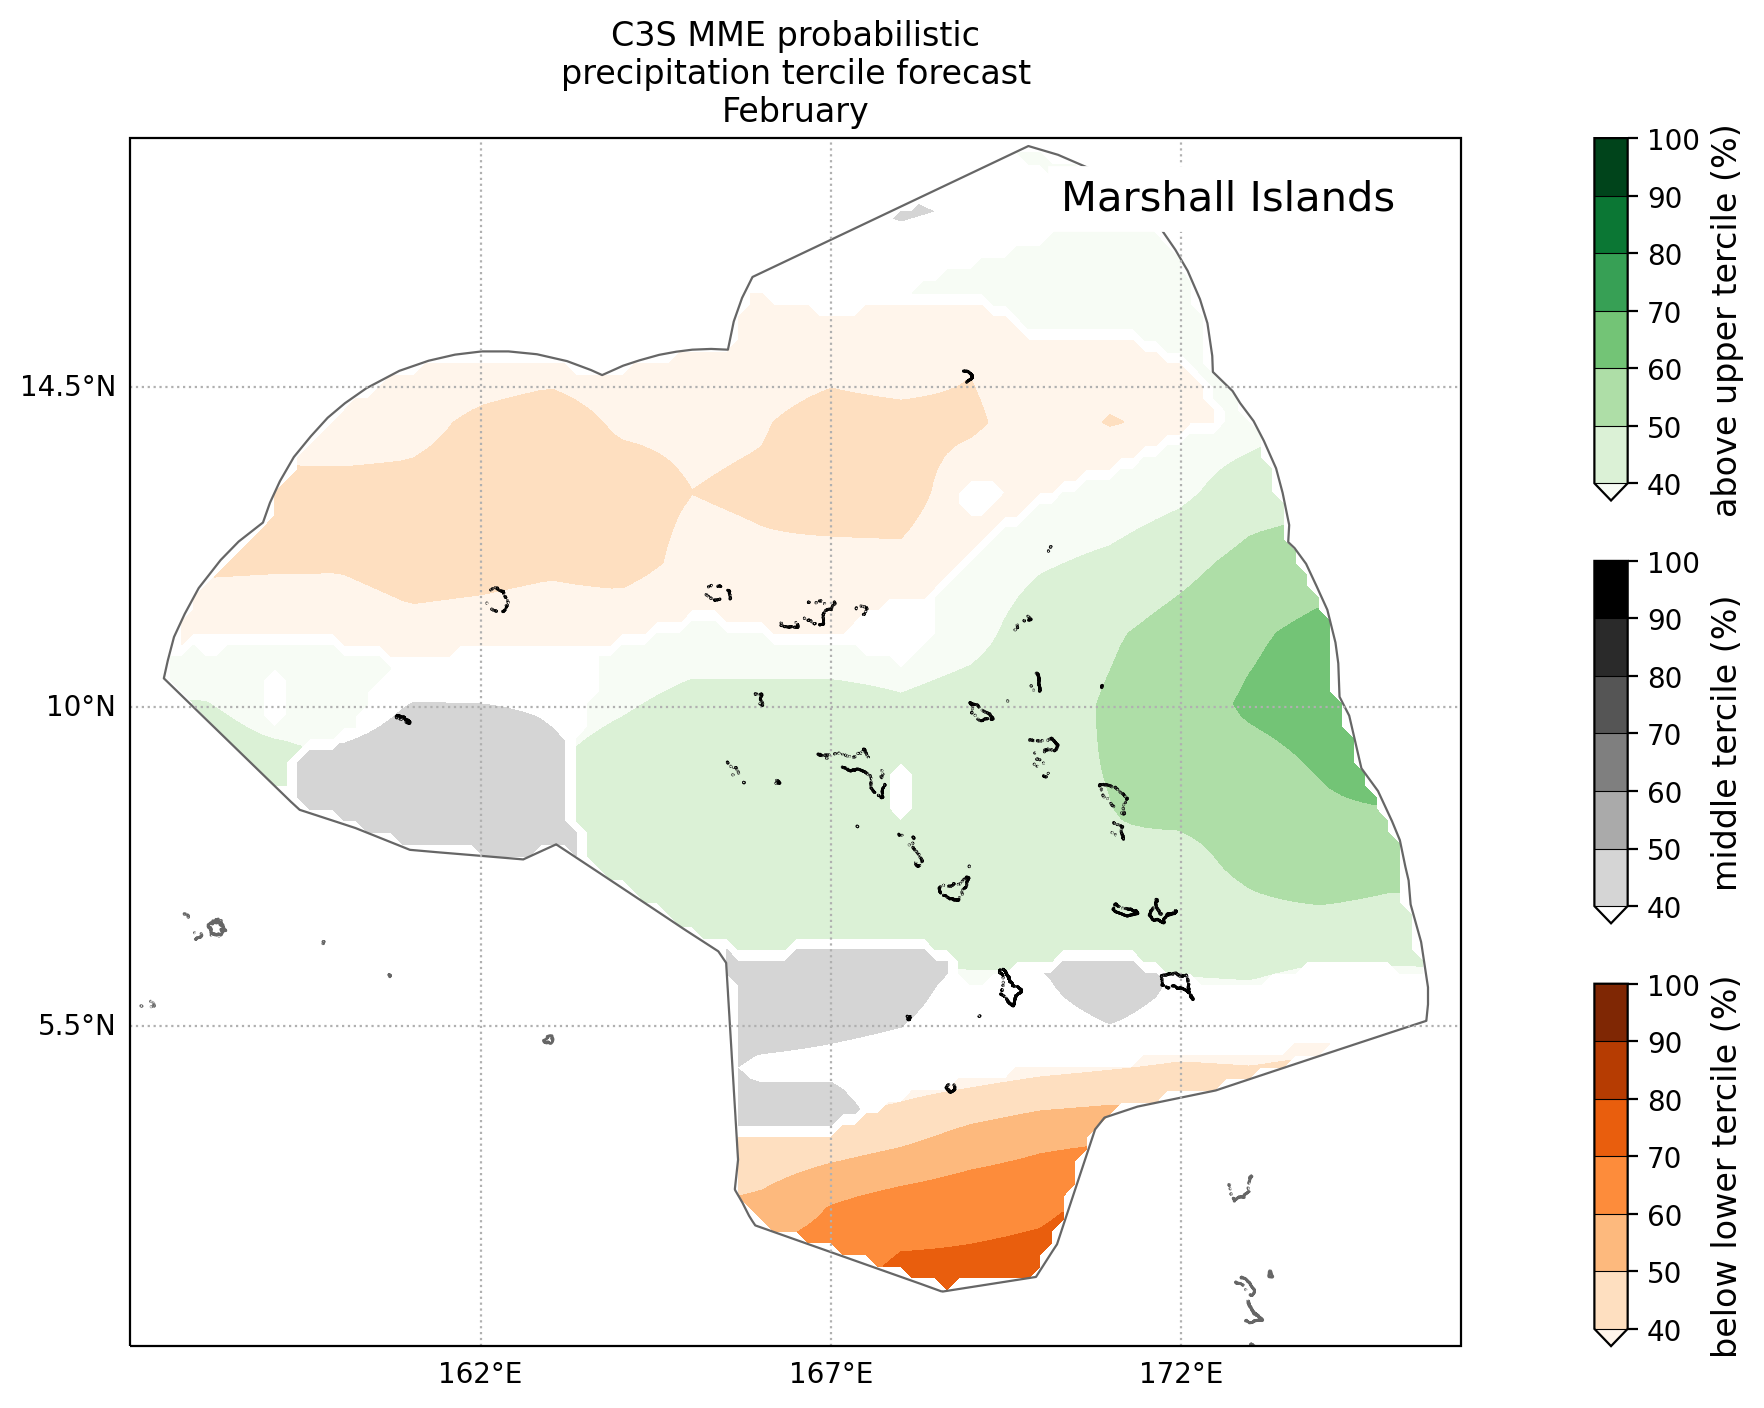 C3S MME probabilistic
precipitation tercile forecast
February
Marshall Islands
14.5°N
10°N
5.5°N
162°E
167°E
172°E
100
90
80
70
60
50
40
above upper tercile (%)
100
90
80
70
60
50
40
middle tercile (%)
100
90
80
70
60
50
40
below lower tercile (%)